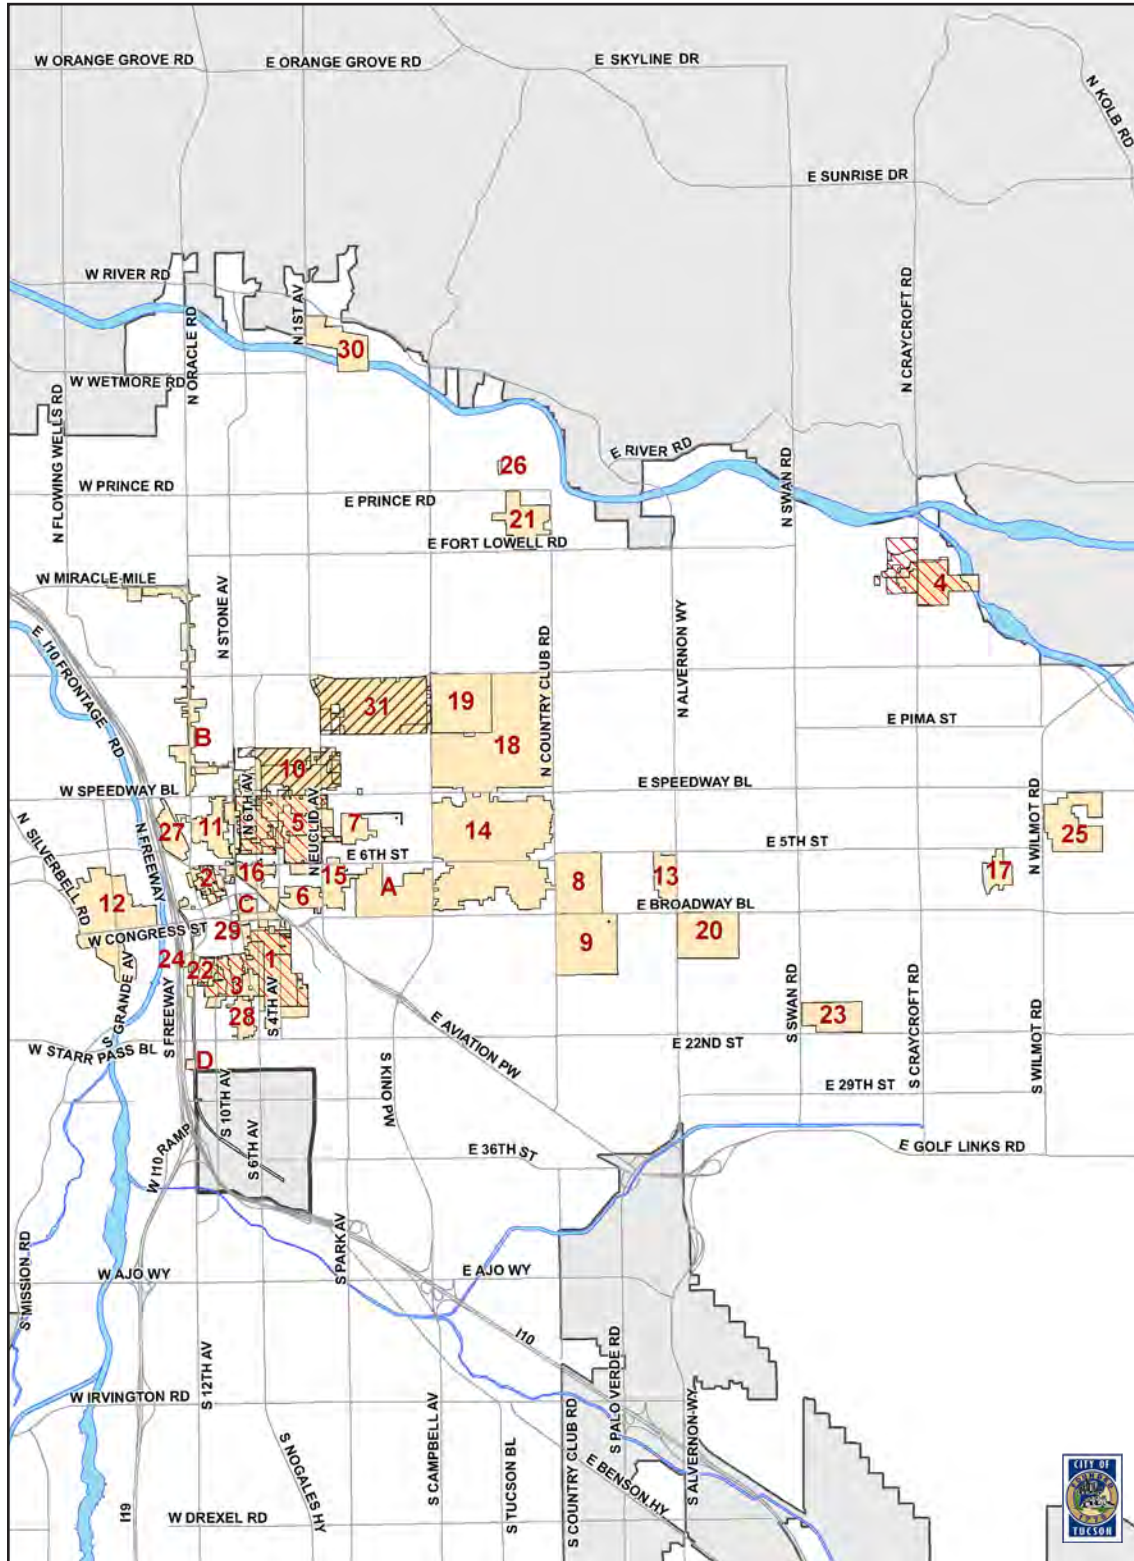 W ORANGE GROVE RD
E ORANGE GROVE RD
E SKYLINE DR
N KOLB RD
E SUNRISE DR
W RIVER RD
N 1ST AV
N ORACLE RD
N CRAYCROFT RD
30
W WETMORE RD
N FLOWING WELLS RD
E RIVER RD
N SWAN RD
26
W PRINCE RD
E PRINCE RD
21
E FORT LOWELL RD
W MIRACLE MILE
4
N STONE AV
E I10 FRONTAGE RD
N COUNTRY CLUB RD
N ALVERNON WY
31
19
18
E PIMA ST
B
10
W SPEEDWAY BL
E SPEEDWAY BL
N SILVERBELL RD
N FREEWAY
27
11
N 6TH AV
5
N EUCLID AV
7
14
E 6TH ST
E 5TH ST
N WILMOT RD
25
2
16
15
A
8
13
17
12
6
C
E BROADWAY BL
W CONGRESS ST
29
9
20
S GRANDE AV
24
22
1
3
S FREEWAY
28
S 4TH AV
S SWAN RD
23
S CRAYCROFT RD
S WILMOT RD
W STARR PASS BL
D
E AVIATION PW
E 22ND ST
S KINO PW
E 29TH ST
S 10TH AV
W I10 RAMP
S 6TH AV
E 36TH ST
E GOLF LINKS RD
S MISSION RD
S PARK AV
W AJO WY
E AJO WY
I10
S PALO VERDE RD
S 12TH AV
W IRVINGTON RD
S ALVERNON WY
S NOGALES HY
S CAMPBELL AV
S TUCSON BL
S COUNTRY CLUB RD
E BENSON HY
I19
W DREXEL RD
CITY OF
TUCSON